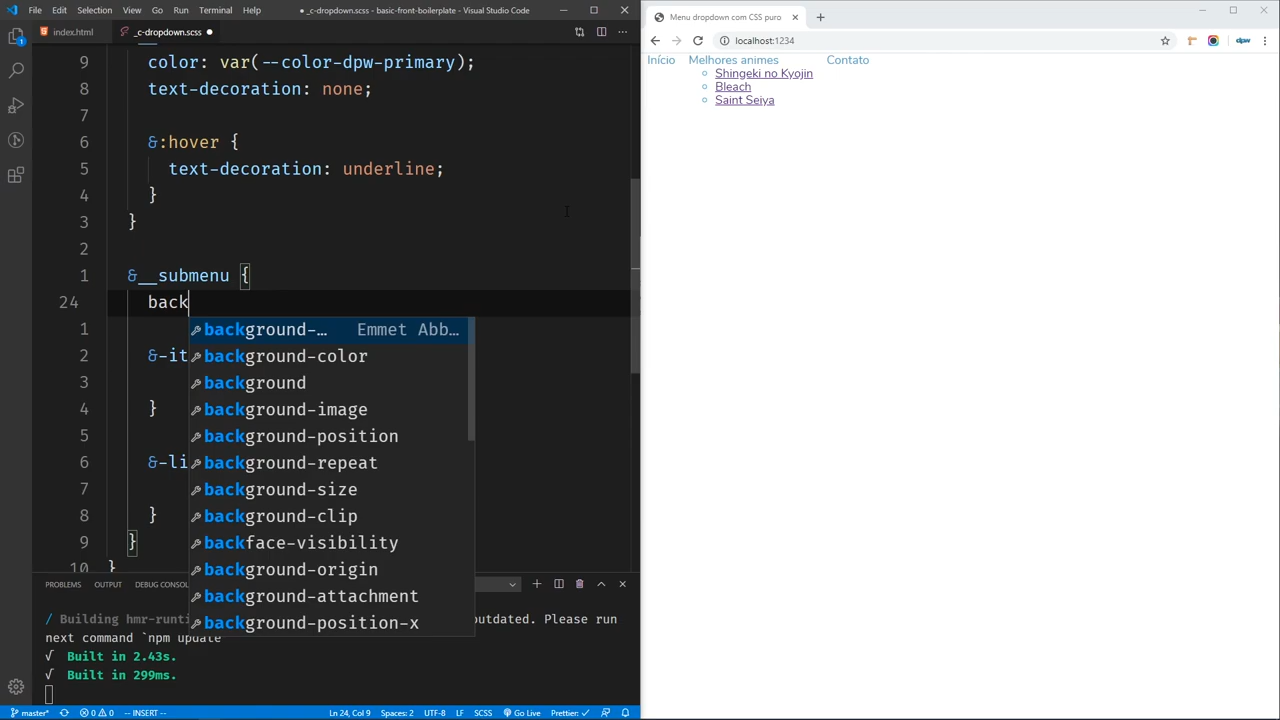 File Edit Selection View Go Run Terminal Help ● _c-dropdown.scss - basic-front-boilerplate - Visual Studio Code
index.html _c-dropdown.scss ●
9 color: var(--color-dpw-primary);
8 text-decoration: none;
7
6 &:hover {
5 text-decoration: underline;
4 }
3 }
2
1 &__submenu {
24 back
1
2 &-it
3
4 }
5
6 &-li
7
8 }
9 }
10 }
background-… Emmet Abb…
background-color
background
background-image
background-position
background-repeat
background-size
background-clip
backface-visibility
background-origin
background-attachment
background-position-x
PROBLEMS OUTPUT DEBUG CONSOL
/ Building hmr-runti utdated. Please run
next command `npm update
√ Built in 2.43s.
√ Built in 299ms.
master* 0 0 -- INSERT -- Ln 24, Col 9 Spaces: 2 UTF-8 LF SCSS Go Live Prettier: ✓
Menu dropdown com CSS puro
localhost:1234
dpw
Início Melhores animes Contato
Shingeki no Kyojin
Bleach
Saint Seiya